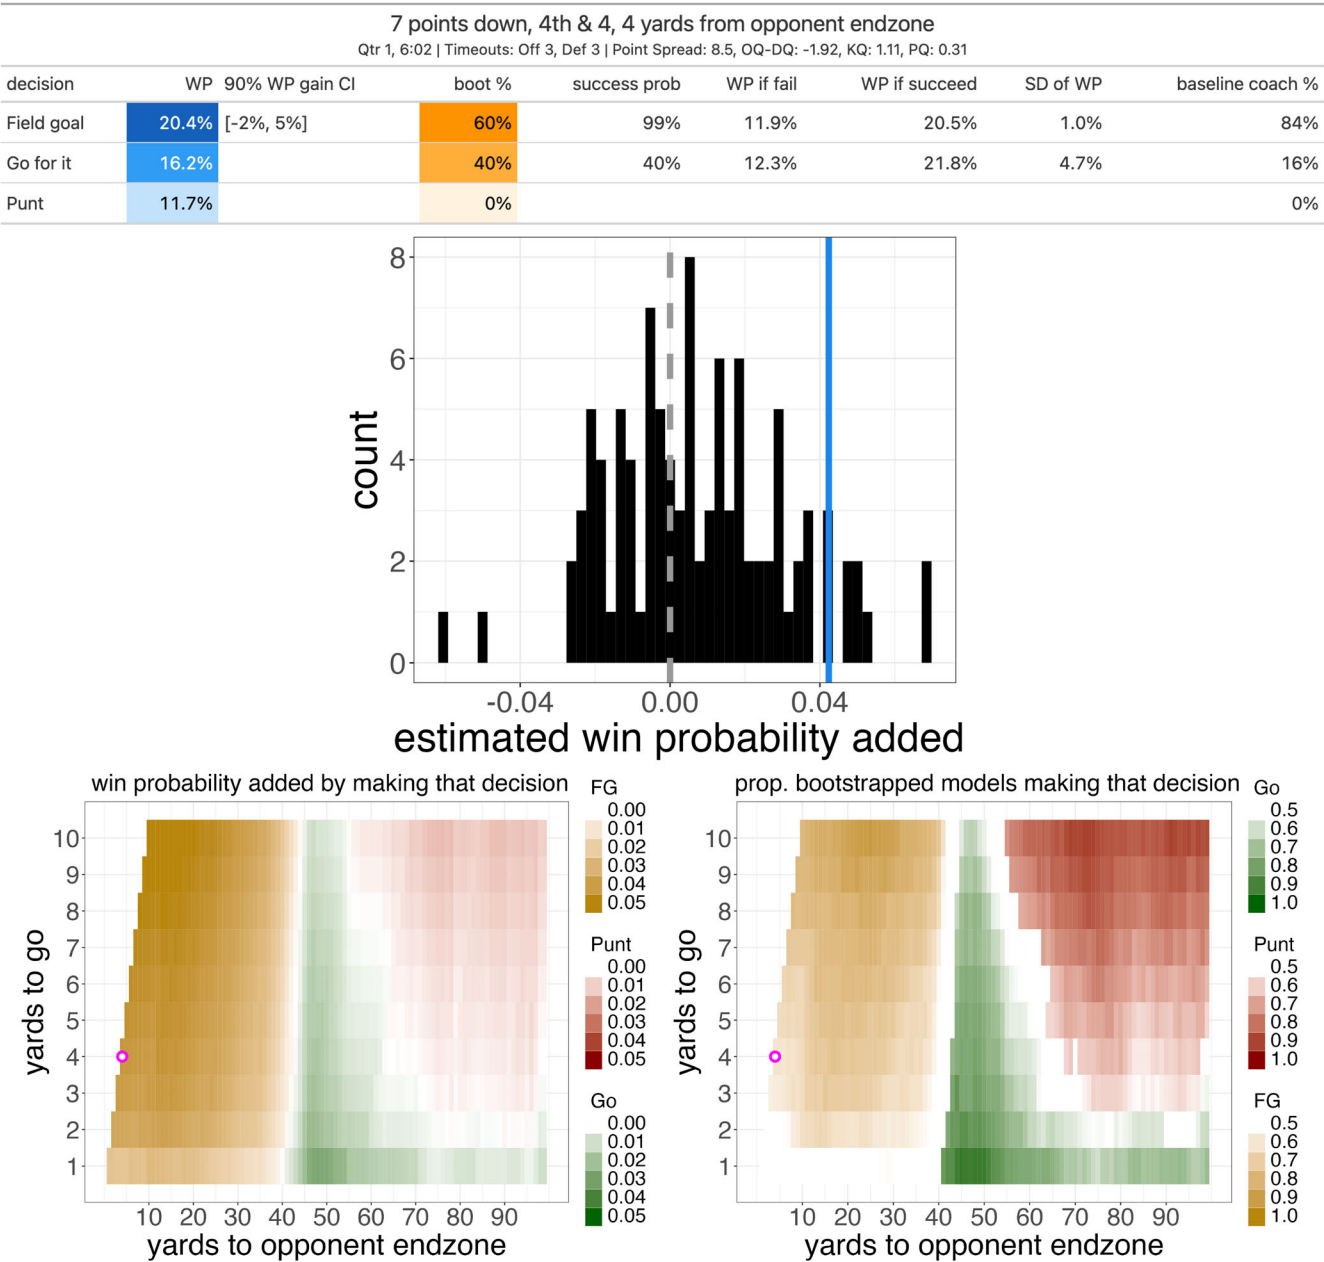 7 points down, 4th & 4, 4 yards from opponent endzone
Qtr 1, 6:02 | Timeouts: Off 3, Def 3 | Point Spread: 8.5, OQ-DQ: -1.92, KQ: 1.11, PQ: 0.31
decision WP 90% WP gain CI boot % success prob WP if fail WP if succeed SD of WP baseline coach %
Field goal 20.4% [-2%, 5%] 60% 99% 11.9% 20.5% 1.0% 84%
Go for it 16.2% 40% 40% 12.3% 21.8% 4.7% 16%
Punt 11.7% 0% 0%
8
6
4
2
0
count
-0.04 0.00 0.04
estimated win probability added
win probability added by making that decision
10
9
8
7
6
5
4
3
2
1
yards to go
10 20 30 40 50 60 70 80 90
yards to opponent endzone
FG
0.00
0.01
0.02
0.03
0.04
0.05
Punt
0.00
0.01
0.02
0.03
0.04
0.05
Go
0.00
0.01
0.02
0.03
0.04
0.05
prop. bootstrapped models making that decision
10
9
8
7
6
5
4
3
2
1
yards to go
10 20 30 40 50 60 70 80 90
yards to opponent endzone
Go
0.5
0.6
0.7
0.8
0.9
1.0
Punt
0.5
0.6
0.7
0.8
0.9
1.0
FG
0.5
0.6
0.7
0.8
0.9
1.0